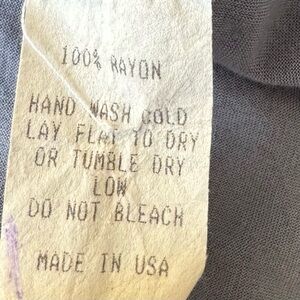 100% RAYON
HAND WASH COLD
LAY FLAT TO DRY
OR TUMBLE DRY
LOW
DO NOT BLEACH
MADE IN USA